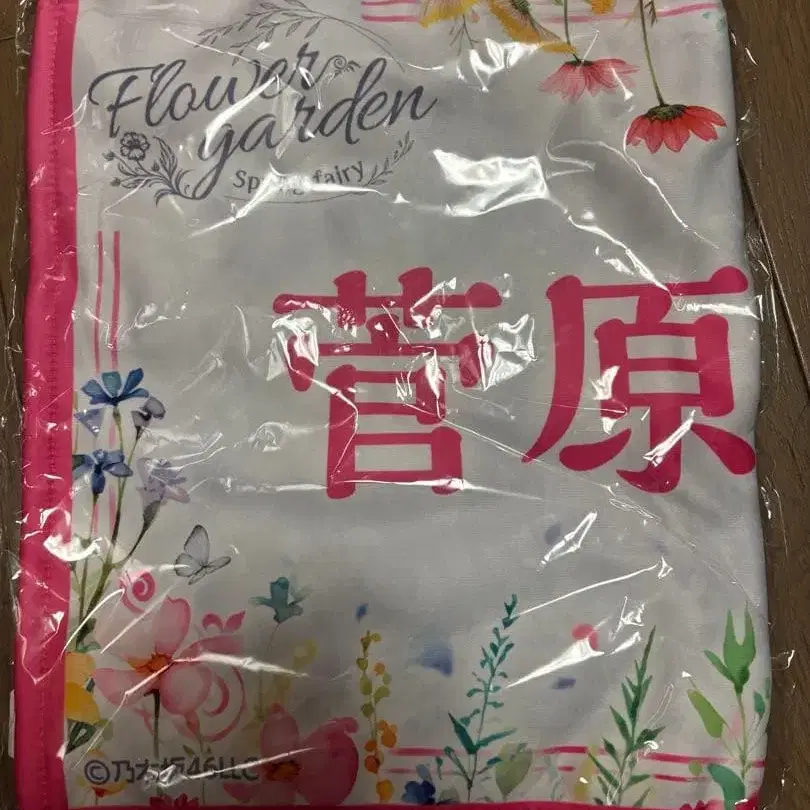 Flower
garden
Spring fairy
菅原
©乃木坂46LLC